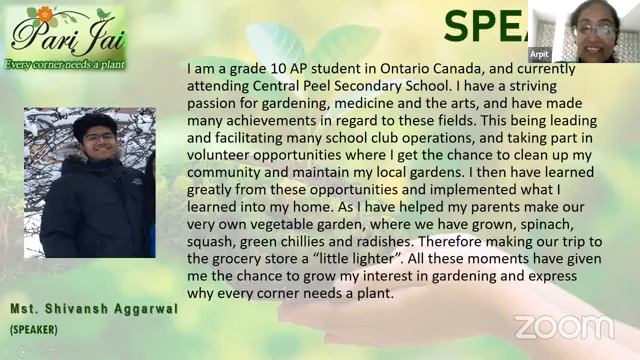 Pari Jai
Every corner needs a plant
Arpit
I am a grade 10 AP student in Ontario Canada, and currently
attending Central Peel Secondary School. I have a striving
passion for gardening, medicine and the arts, and have made
many achievements in regard to these fields. This being leading
and facilitating many school club operations, and taking part in
volunteer opportunities where I get the chance to clean up my
community and maintain my local gardens. I then have learned
greatly from these opportunities and implemented what I
learned into my home. As I have helped my parents make our
very own vegetable garden, where we have grown, spinach,
squash, green chillies and radishes. Therefore making our trip to
the grocery store a “little lighter”. All these moments have given
me the chance to grow my interest in gardening and express
why every corner needs a plant.
Mst. Shivansh Aggarwal
(SPEAKER)
zoom